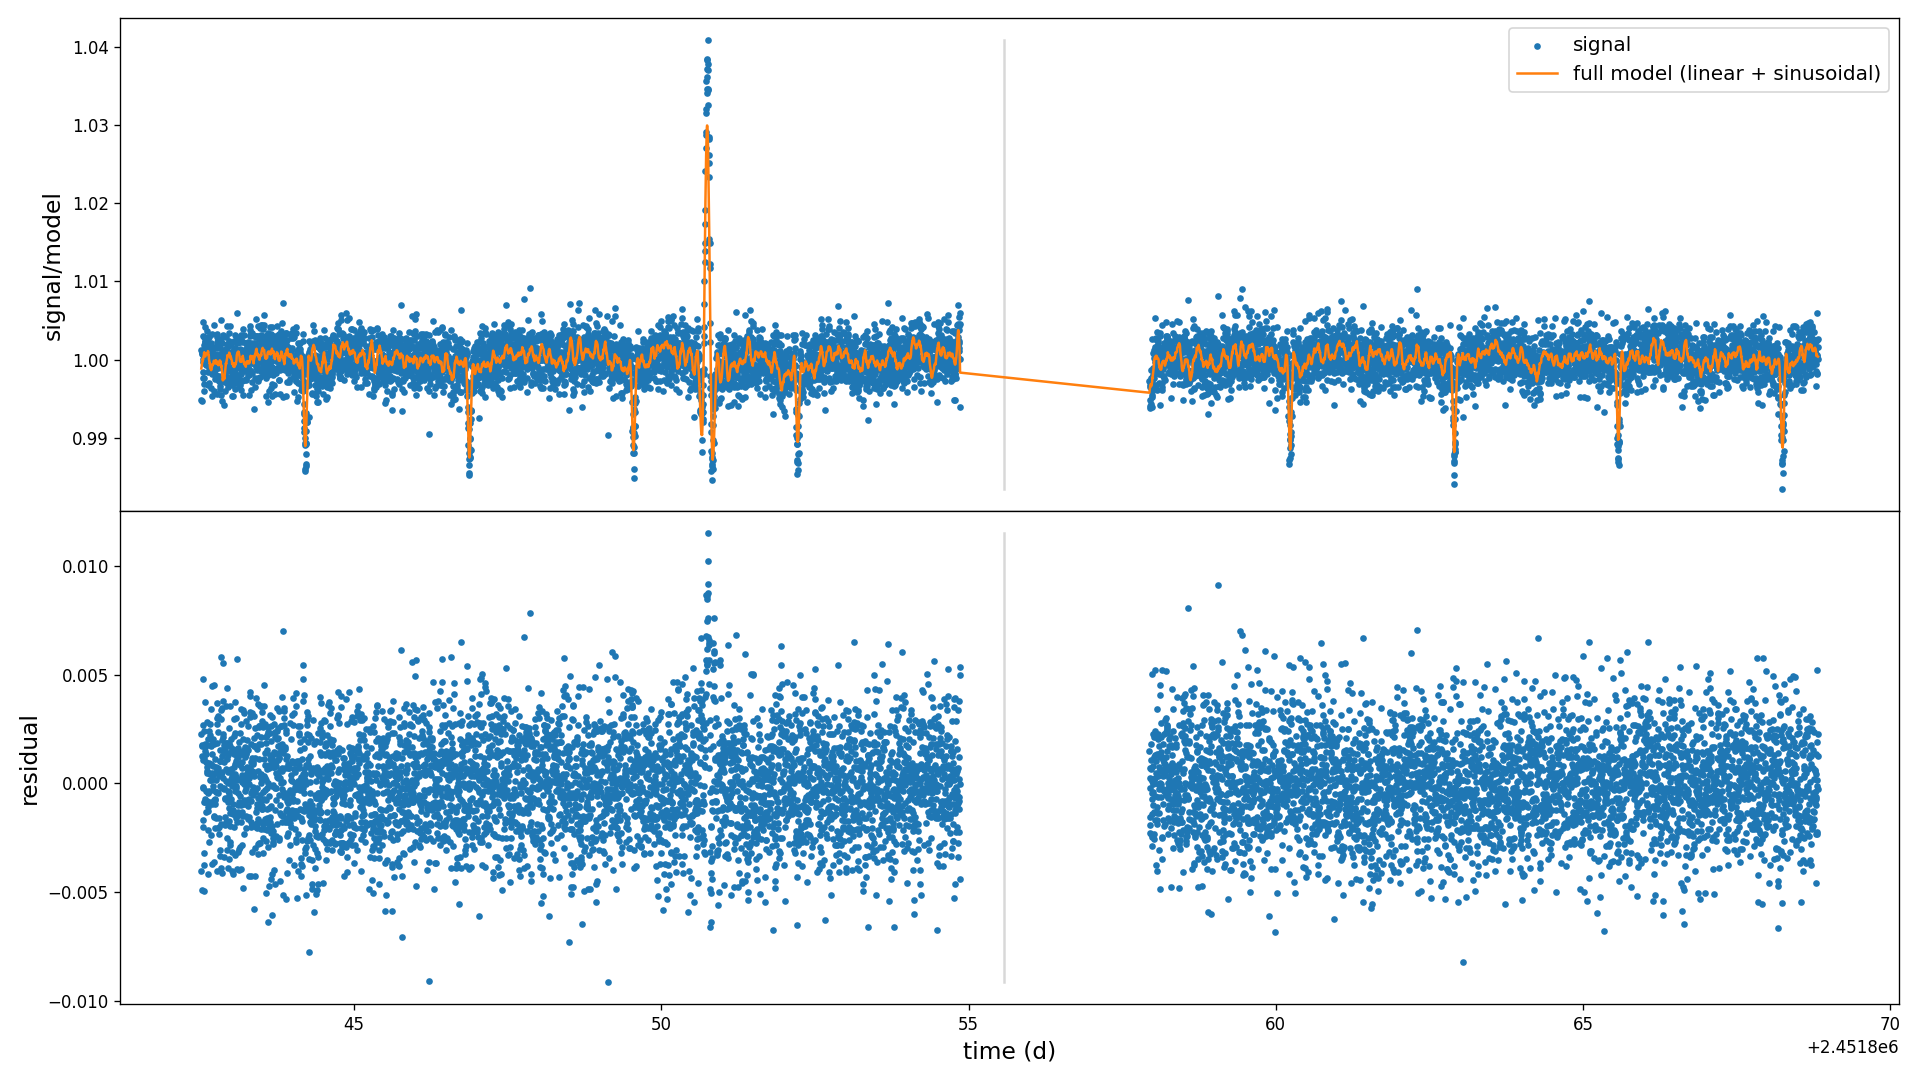 signal/model
1.04
1.03
1.02
1.01
1.00
0.99
signal
full model (linear + sinusoidal)
residual
0.010
0.005
0.000
−0.005
−0.010
45
50
55
60
65
70
time (d)
+2.4518e6